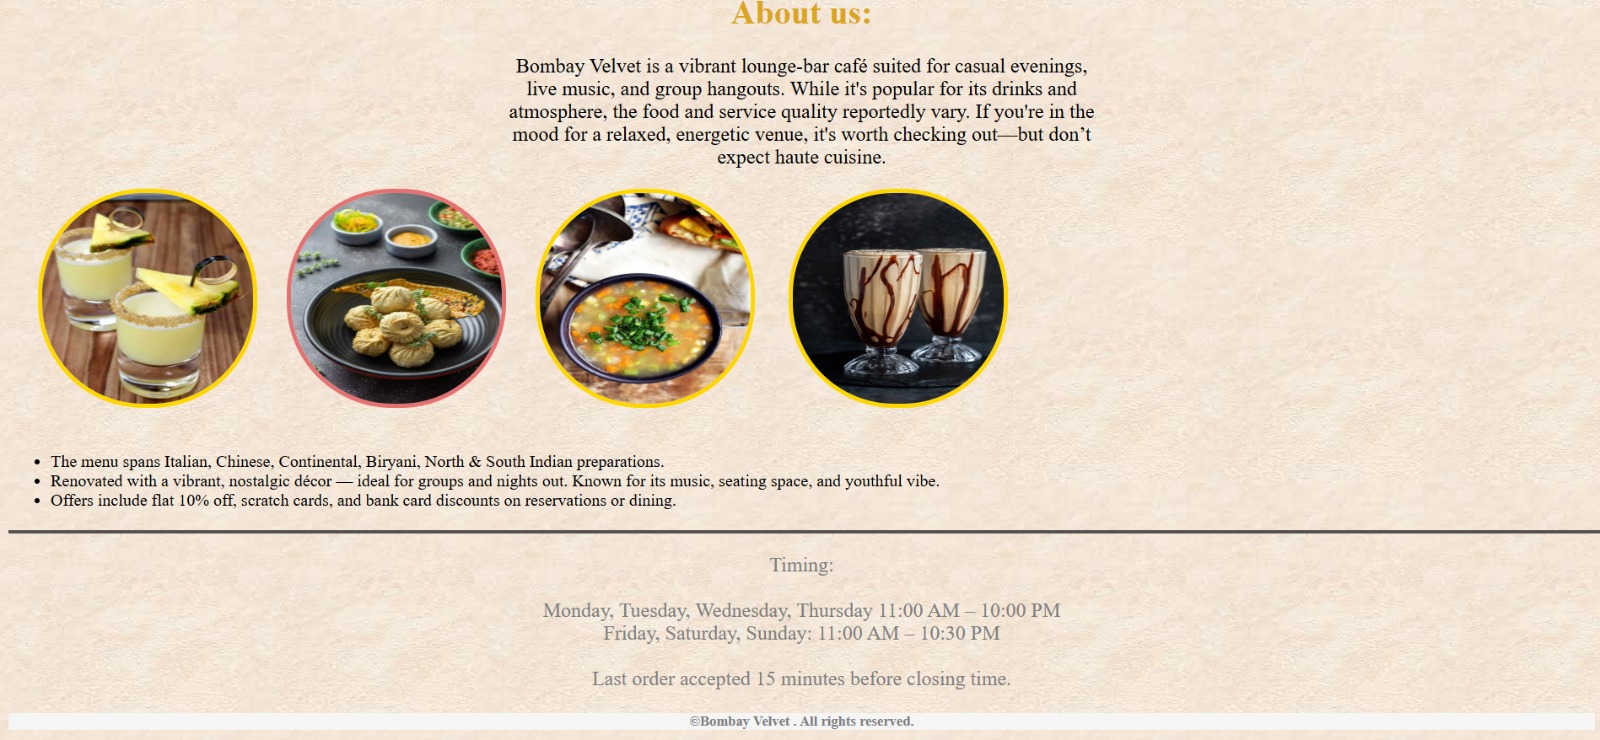 About us:
Bombay Velvet is a vibrant lounge-bar café suited for casual evenings,
live music, and group hangouts. While it's popular for its drinks and
atmosphere, the food and service quality reportedly vary. If you're in the
mood for a relaxed, energetic venue, it's worth checking out—but don’t
expect haute cuisine.
• The menu spans Italian, Chinese, Continental, Biryani, North & South Indian preparations.
• Renovated with a vibrant, nostalgic décor — ideal for groups and nights out. Known for its music, seating space, and youthful vibe.
• Offers include flat 10% off, scratch cards, and bank card discounts on reservations or dining.
Timing:
Monday, Tuesday, Wednesday, Thursday 11:00 AM – 10:00 PM
Friday, Saturday, Sunday: 11:00 AM – 10:30 PM
Last order accepted 15 minutes before closing time.
©Bombay Velvet . All rights reserved.